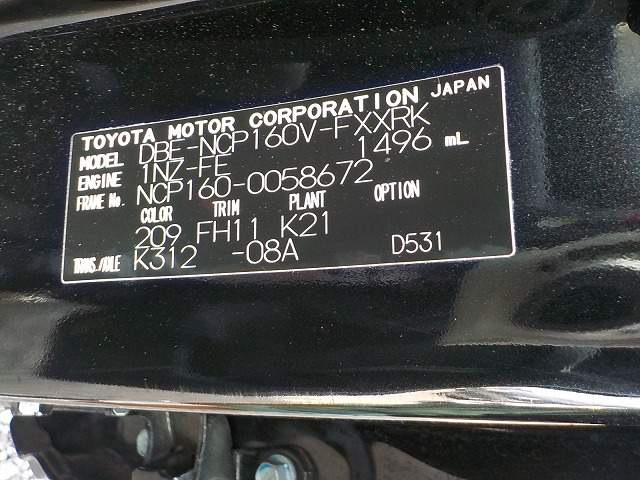 TOYOTA MOTOR CORPORATION JAPAN
MODEL DBE-NCP160V-FXXRK
ENGINE 1NZ-FE 1496 mL
FRAME No. NCP160-0058672
COLOR TRIM PLANT OPTION
209 FH11 K21
TRANS./AXLE K312 -08A D531